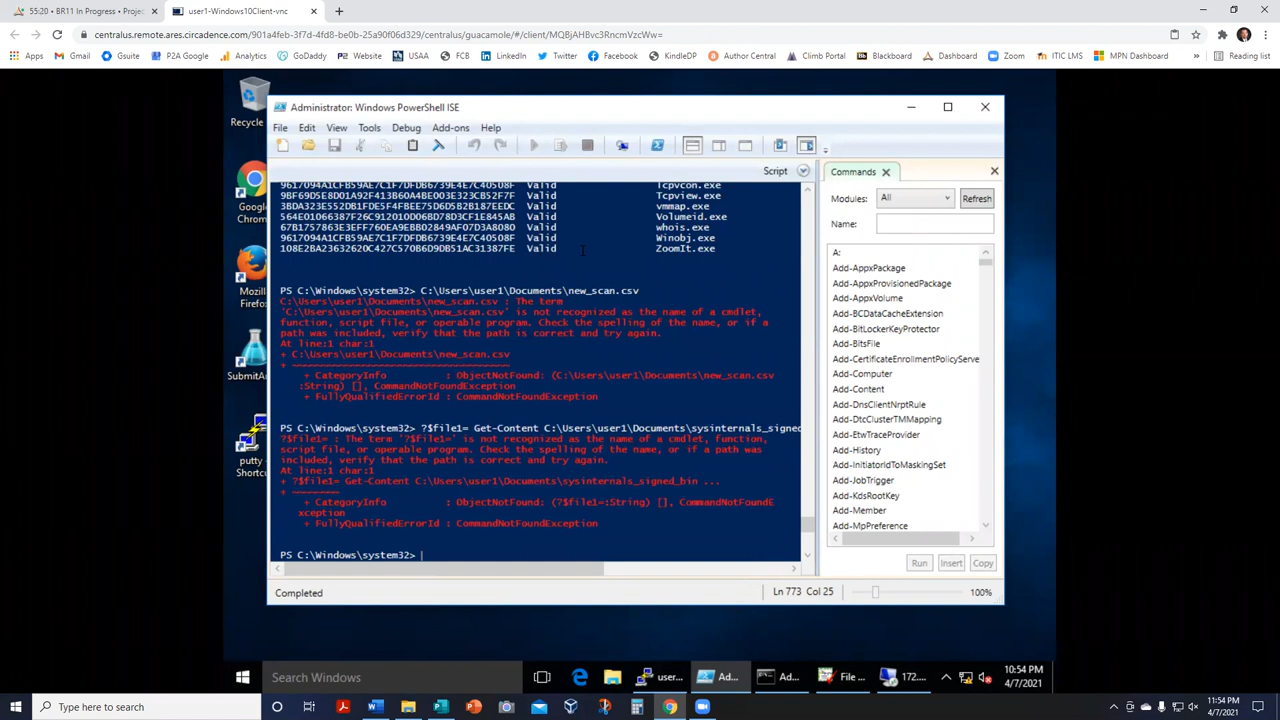 55:20 • BR11 In Progress • Projec
user1-Windows10Client-vnc
centralus.remote.ares.circadence.com/901a4feb-3f7d-4fd8-be0b-25a90f06d329/centralus/guacamole/#/client/MQBjAHBvc3RncmVzcWw=
Apps Gmail Gsuite P2A Google Analytics GoDaddy Website USAA FCB LinkedIn Twitter Facebook KindleDP Author Central Climb Portal Blackboard Dashboard Zoom ITIC LMS MPN Dashboard » Reading list
Recycle
Google Chrome
Mozilla Firefox
SubmitAn
putty - Shortcu
Administrator: Windows PowerShell ISE
File Edit View Tools Debug Add-ons Help
Script
9617094A1CFB59AE7C1F7DFDB6739E4E7C40508F Valid Tcpvcon.exe
9BF69D5E8D01A92F413B60A4BE003E323CB52F7F Valid Tcpview.exe
3BDA323E552DB1FDE5F4FBEE75D6D52B187EEDC Valid vmmap.exe
564E01066387F26C912010D06BD78D3CF1E845AB Valid Volumeid.exe
67B1757863E3EFF760EA9EBB02849AF07D3A8080 Valid whois.exe
9617094A1CFB59AE7C1F7DFDB6739E4E7C40508F Valid Winobj.exe
108E2BA23632620C427C570B6D9DB51AC31387FE Valid ZoomIt.exe
PS C:\Windows\system32> C:\Users\user1\Documents\new_scan.csv
C:\Users\user1\Documents\new_scan.csv : The term
'C:\Users\user1\Documents\new_scan.csv' is not recognized as the name of a cmdlet,
function, script file, or operable program. Check the spelling of the name, or if a
path was included, verify that the path is correct and try again.
At line:1 char:1
+ C:\Users\user1\Documents\new_scan.csv
+ ~~~~~~~~~~~~~~~~~~~~~~~~~~~~~~~~~~~~~
+ CategoryInfo : ObjectNotFound: (C:\Users\user1\Documents\new_scan.csv
:String) [], CommandNotFoundException
+ FullyQualifiedErrorId : CommandNotFoundException
PS C:\Windows\system32> ?$file1= Get-Content C:\Users\user1\Documents\sysinternals_signed
?$file1= : The term '?$file1=' is not recognized as the name of a cmdlet, function,
script file, or operable program. Check the spelling of the name, or if a path was
included, verify that the path is correct and try again.
At line:1 char:1
+ ?$file1= Get-Content C:\Users\user1\Documents\sysinternals_signed_bin ...
+ ~~~~~~~~
+ CategoryInfo : ObjectNotFound: (?$file1=:String) [], CommandNotFoundE
xception
+ FullyQualifiedErrorId : CommandNotFoundException
PS C:\Windows\system32>
Completed
Ln 773 Col 25
100%
Commands
Modules: All Refresh
Name:
A:
Add-AppxPackage
Add-AppxProvisionedPackage
Add-AppxVolume
Add-BCDataCacheExtension
Add-BitLockerKeyProtector
Add-BitsFile
Add-CertificateEnrollmentPolicyServe
Add-Computer
Add-Content
Add-DnsClientNrptRule
Add-DtcClusterTMMapping
Add-EtwTraceProvider
Add-History
Add-InitiatorIdToMaskingSet
Add-JobTrigger
Add-KdsRootKey
Add-Member
Add-MpPreference
Run Insert Copy
Search Windows
user...
Ad...
Ad...
File ...
172....
10:54 PM
4/7/2021
Type here to search
11:54 PM
4/7/2021